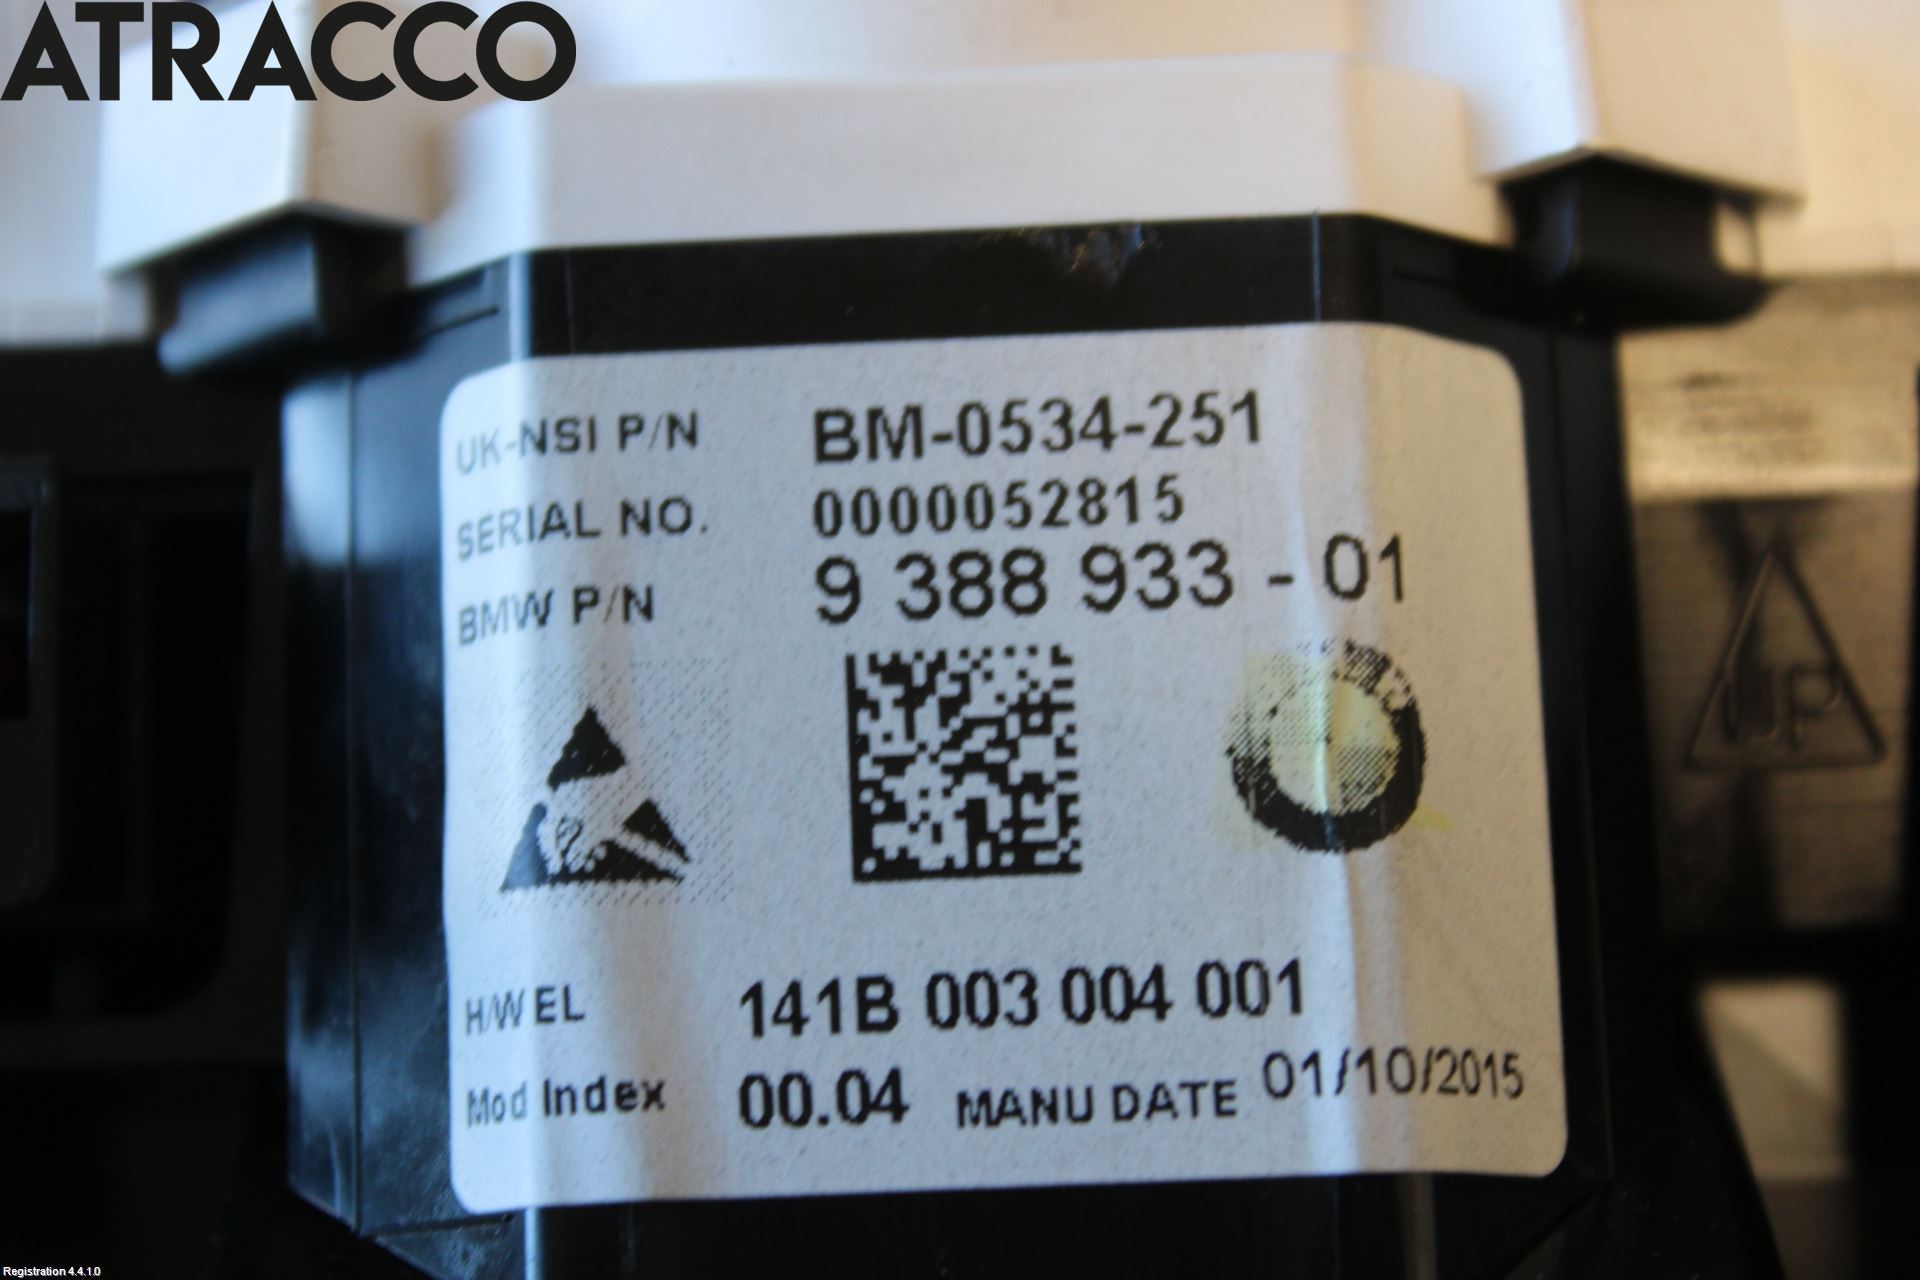 ATRACCO
UK-NSI P/N BM-0534-251
SERIAL NO. 0000052815
BMW P/N 9 388 933 - 01
H/W EL 141B 003 004 001
Mod Index 00.04 MANU DATE 01/10/2015
Registration 4.4.1.0